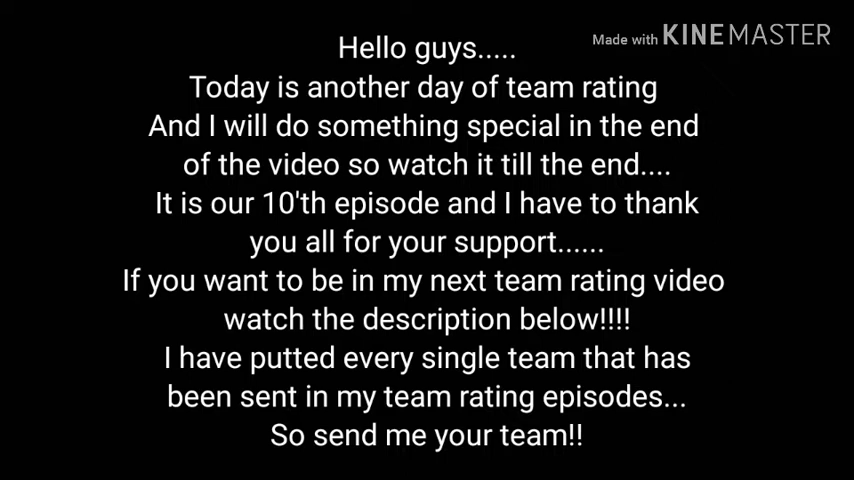 Made with KINEMASTER
Hello guys.....
Today is another day of team rating
And I will do something special in the end
of the video so watch it till the end....
It is our 10'th episode and I have to thank
you all for your support......
If you want to be in my next team rating video
watch the description below!!!!
I have putted every single team that has
been sent in my team rating episodes...
So send me your team!!